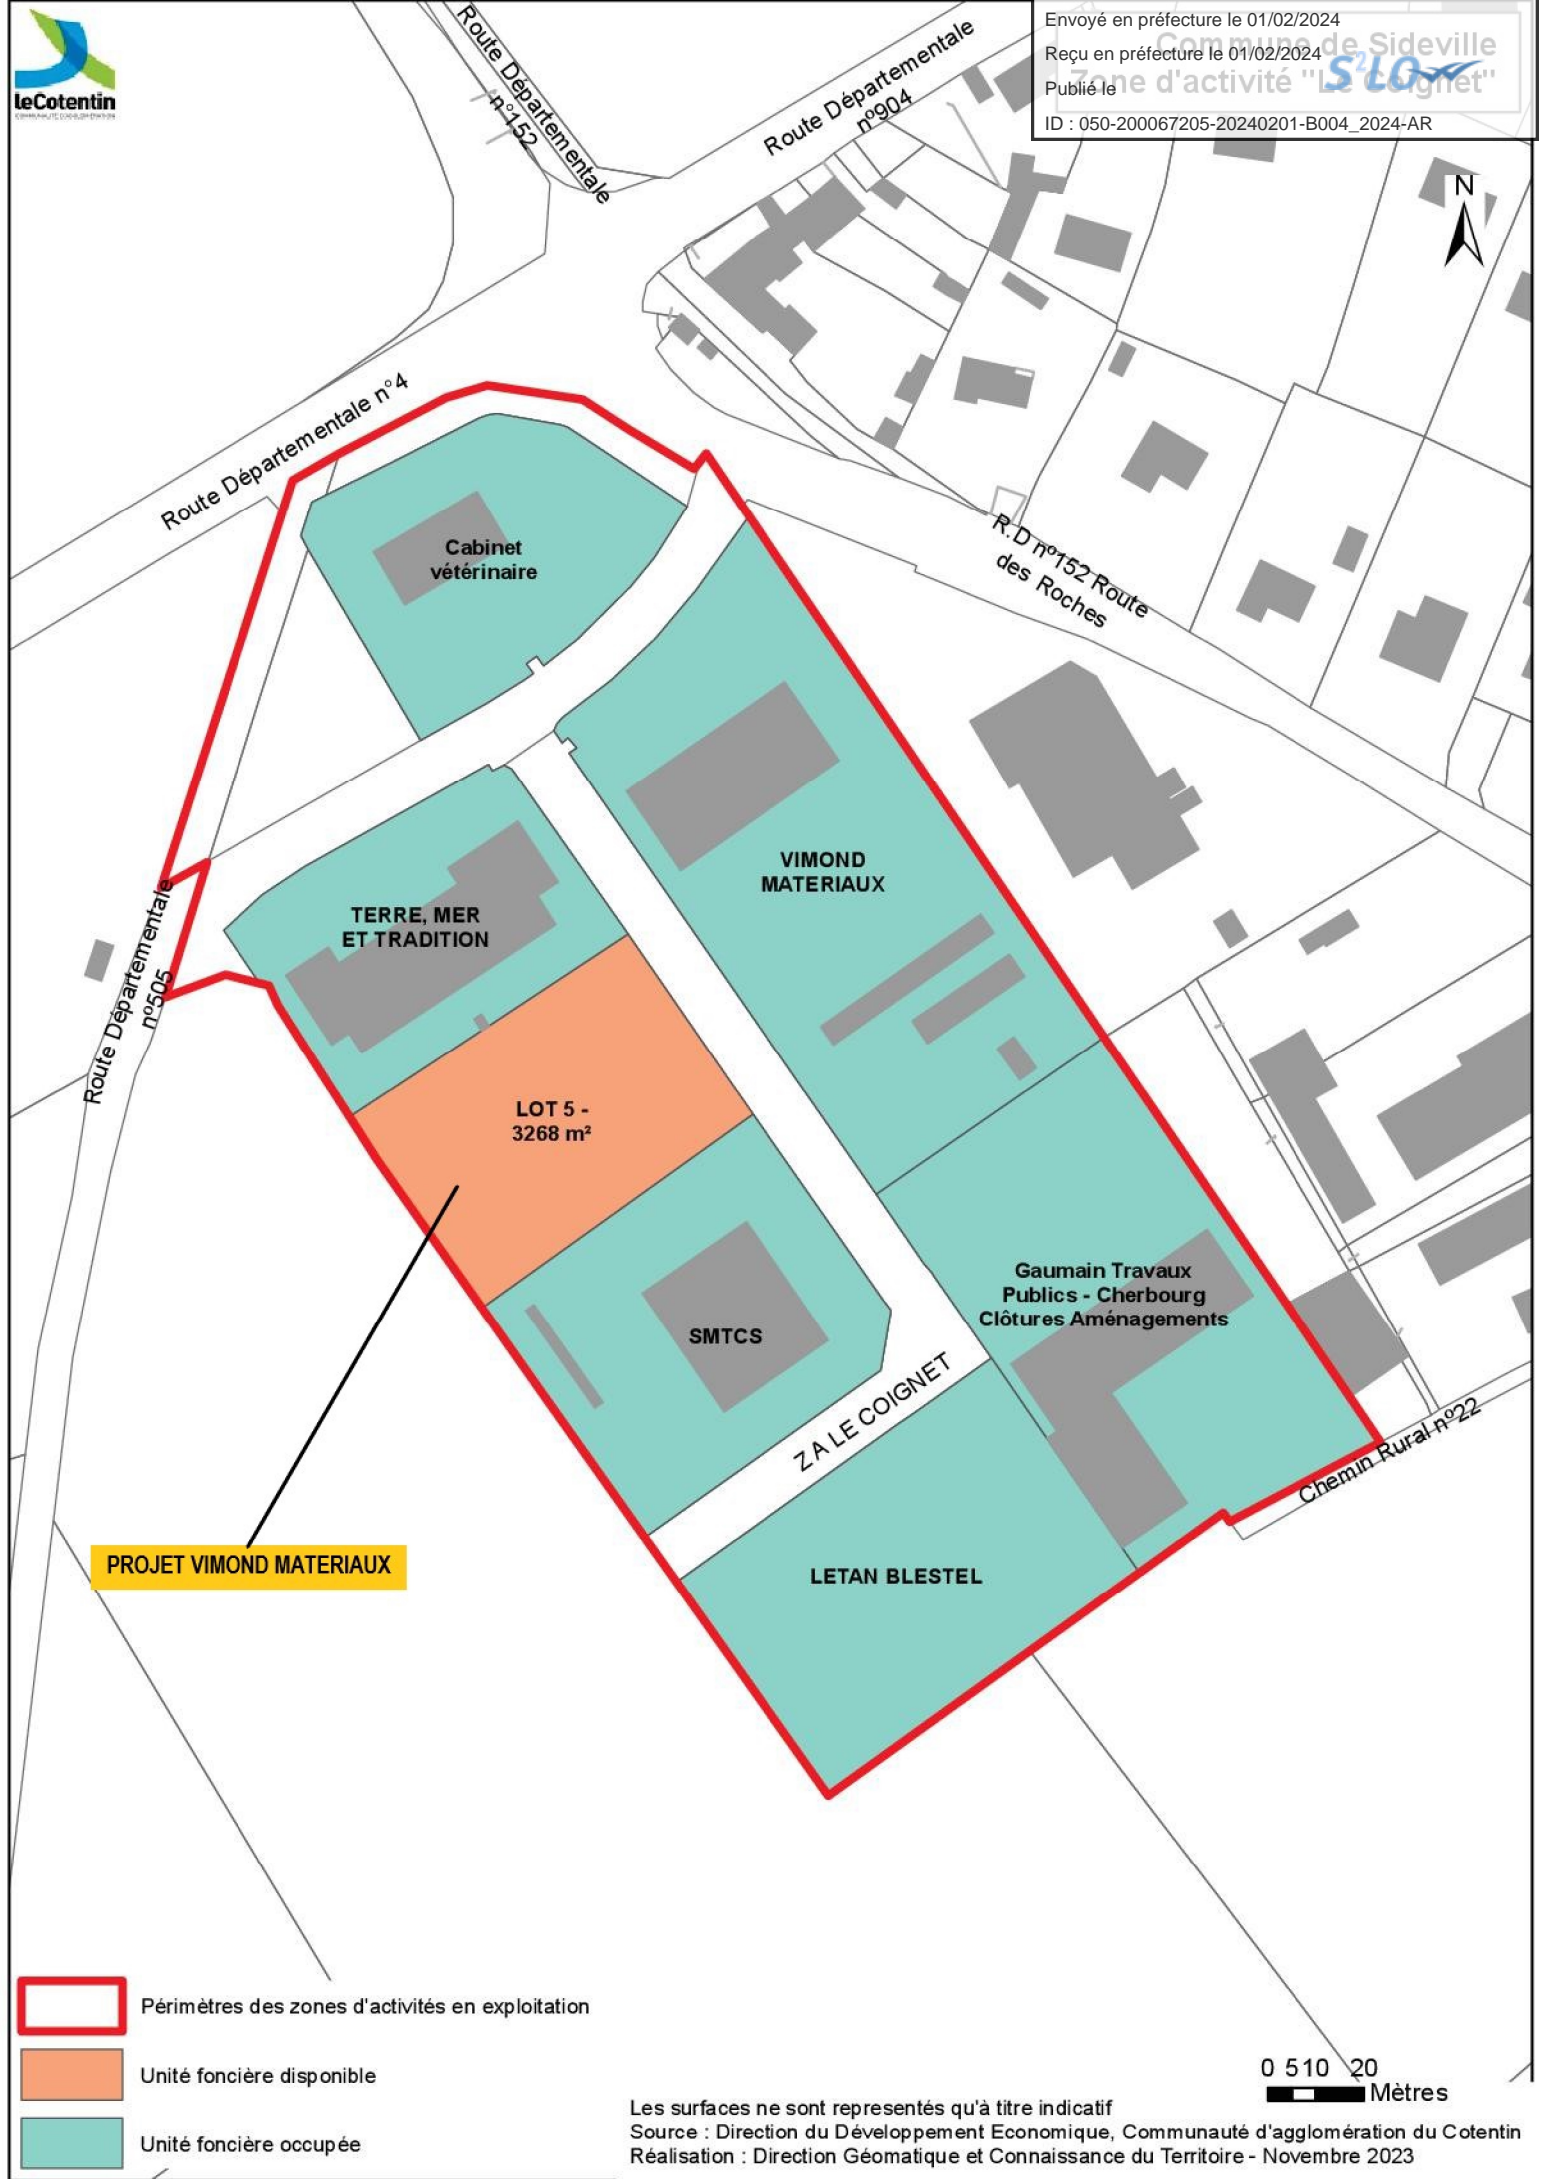 leCotentin
COMMUNAUTÉ D'AGGLOMÉRATION
Envoyé en préfecture le 01/02/2024
Reçu en préfecture le 01/02/2024
Publié le
ID : 050-200067205-20240201-B004_2024-AR
S²LO
Commune de Sideville
Zone d'activité "Le Coignet"
N
Route Départementale
n°152
Route Départementale
n°904
Route Départementale n°4
R.D n°152 Route
des Roches
Cabinet
vétérinaire
VIMOND
MATERIAUX
TERRE, MER
ET TRADITION
Route Départementale
n°505
LOT 5 -
3268 m²
Gaumain Travaux
Publics - Cherbourg
Clôtures Aménagements
SMTCS
Z A LE COIGNET
Chemin Rural n°22
PROJET VIMOND MATERIAUX
LETAN BLESTEL
Périmètres des zones d'activités en exploitation
Unité foncière disponible
Unité foncière occupée
0 510 20
Mètres
Les surfaces ne sont representés qu'à titre indicatif
Source : Direction du Développement Economique, Communauté d'agglomération du Cotentin
Réalisation : Direction Géomatique et Connaissance du Territoire - Novembre 2023